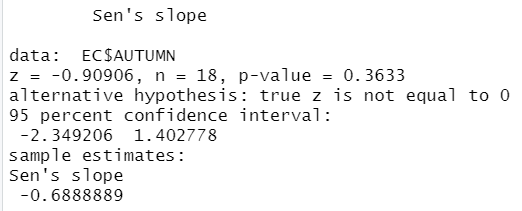 Sen's slope
data: EC$AUTUMN
z = -0.90906, n = 18, p-value = 0.3633
alternative hypothesis: true z is not equal to 0
95 percent confidence interval:
-2.349206 1.402778
sample estimates:
Sen's slope
-0.6888889